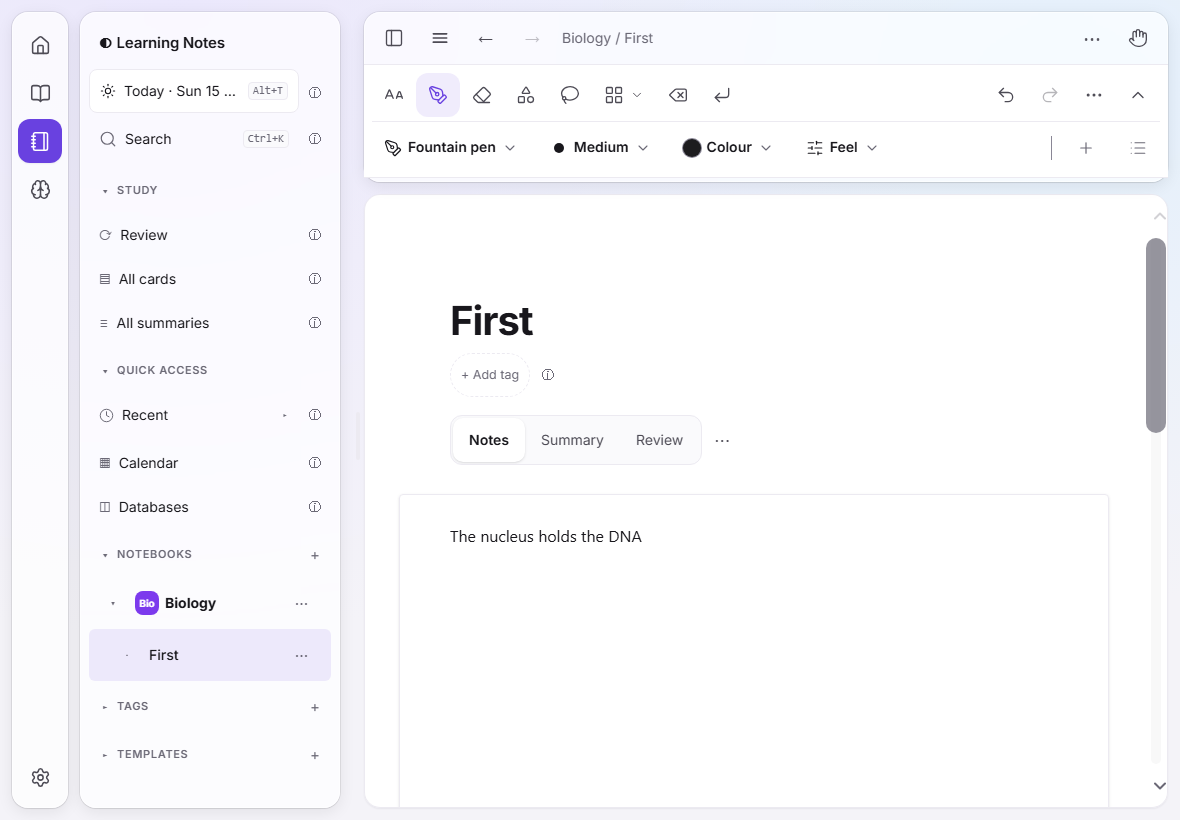 Learning Notes
Today · Sun 15 ... Alt+T
Search Ctrl+K
STUDY
Review
All cards
All summaries
QUICK ACCESS
Recent
Calendar
Databases
NOTEBOOKS
Bio Biology
First
TAGS
TEMPLATES
Biology / First
AA
Fountain pen
Medium
Colour
Feel
First
+ Add tag
Notes
Summary
Review
The nucleus holds the DNA